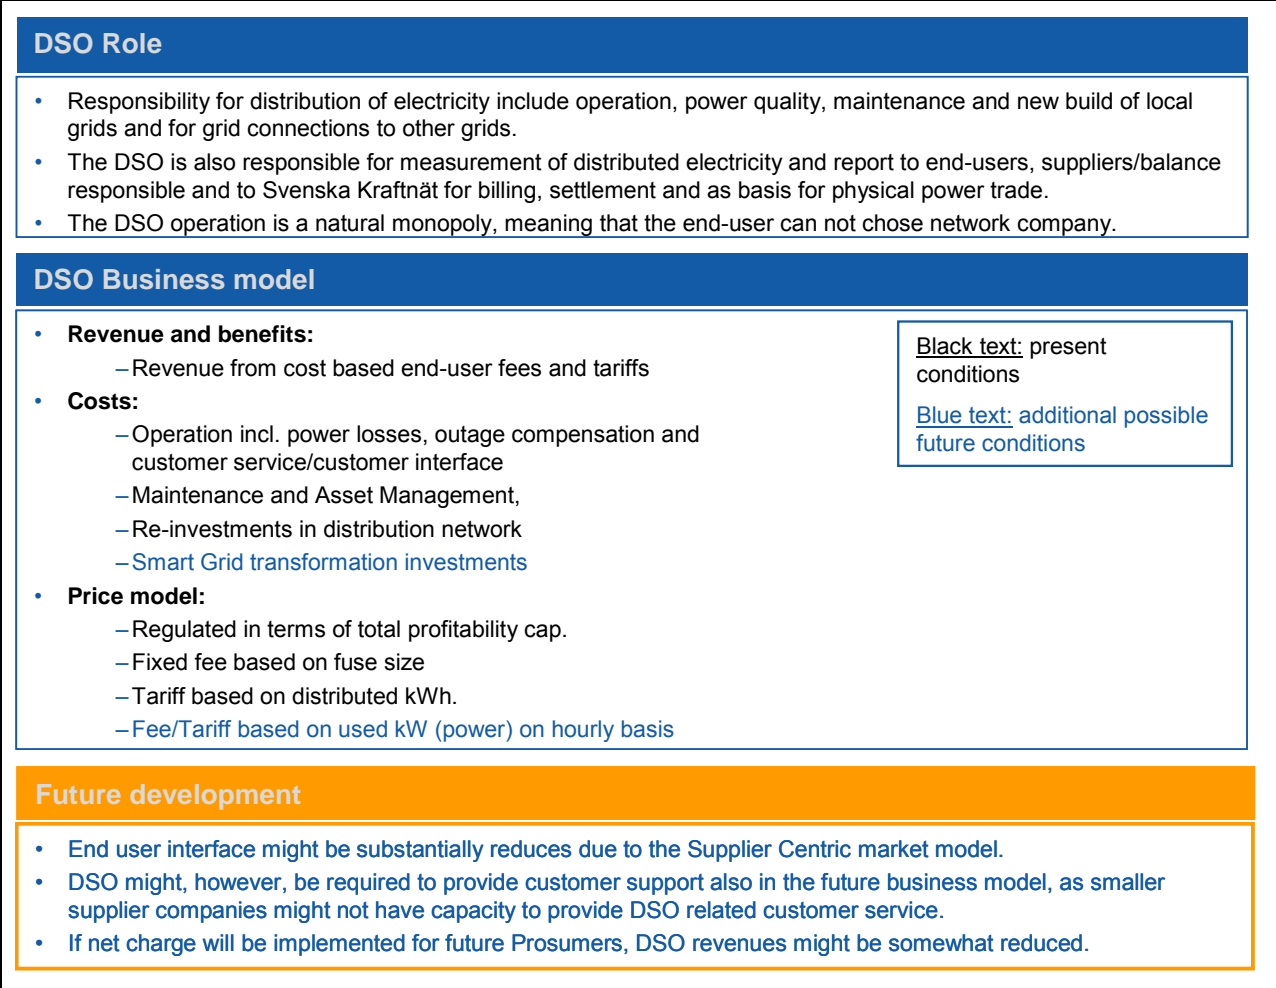 DSO Role
• Responsibility for distribution of electricity include operation, power quality, maintenance and new build of local
grids and for grid connections to other grids.
• The DSO is also responsible for measurement of distributed electricity and report to end-users, suppliers/balance
responsible and to Svenska Kraftnät for billing, settlement and as basis for physical power trade.
• The DSO operation is a natural monopoly, meaning that the end-user can not chose network company.
DSO Business model
• Revenue and benefits:
– Revenue from cost based end-user fees and tariffs
• Costs:
– Operation incl. power losses, outage compensation and
customer service/customer interface
– Maintenance and Asset Management,
– Re-investments in distribution network
– Smart Grid transformation investments
• Price model:
– Regulated in terms of total profitability cap.
– Fixed fee based on fuse size
– Tariff based on distributed kWh.
– Fee/Tariff based on used kW (power) on hourly basis
Black text: present
conditions
Blue text: additional possible
future conditions
Future development
• End user interface might be substantially reduces due to the Supplier Centric market model.
• DSO might, however, be required to provide customer support also in the future business model, as smaller
supplier companies might not have capacity to provide DSO related customer service.
• If net charge will be implemented for future Prosumers, DSO revenues might be somewhat reduced.